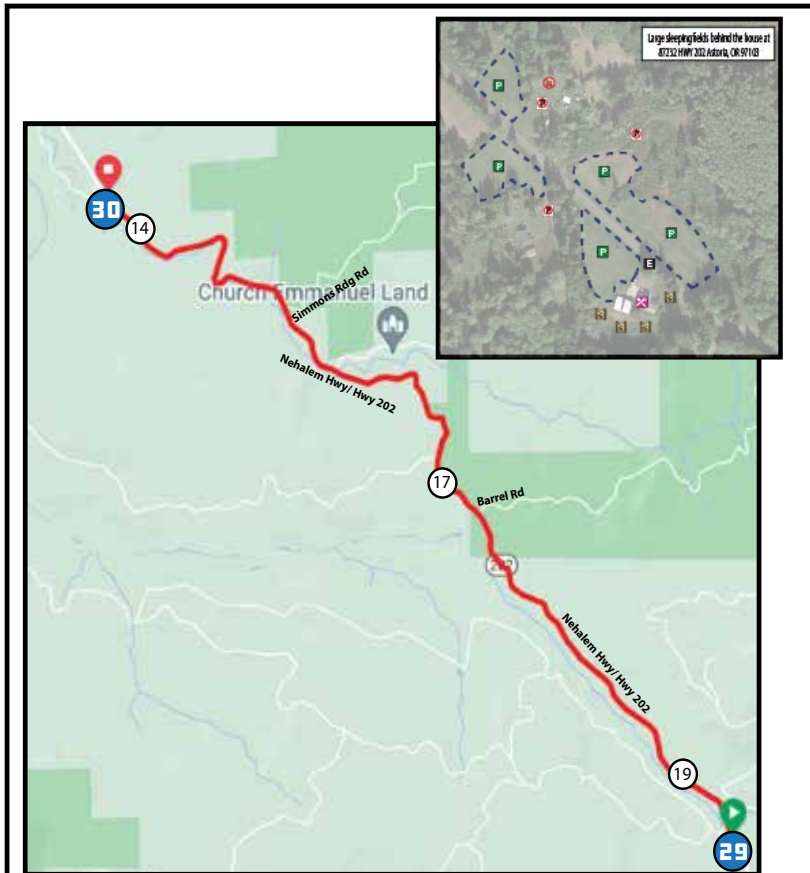 Large sleeping fields behind the house at
87232 HWY 202 Astoria, OR 97103
P
P
P
P
P
E
30
14
Simmons Rdg Rd
Church Emmanuel Land
Nehalem Hwy/ Hwy 202
17
Barrel Rd
202
Nehalem Hwy/ Hwy 202
19
29